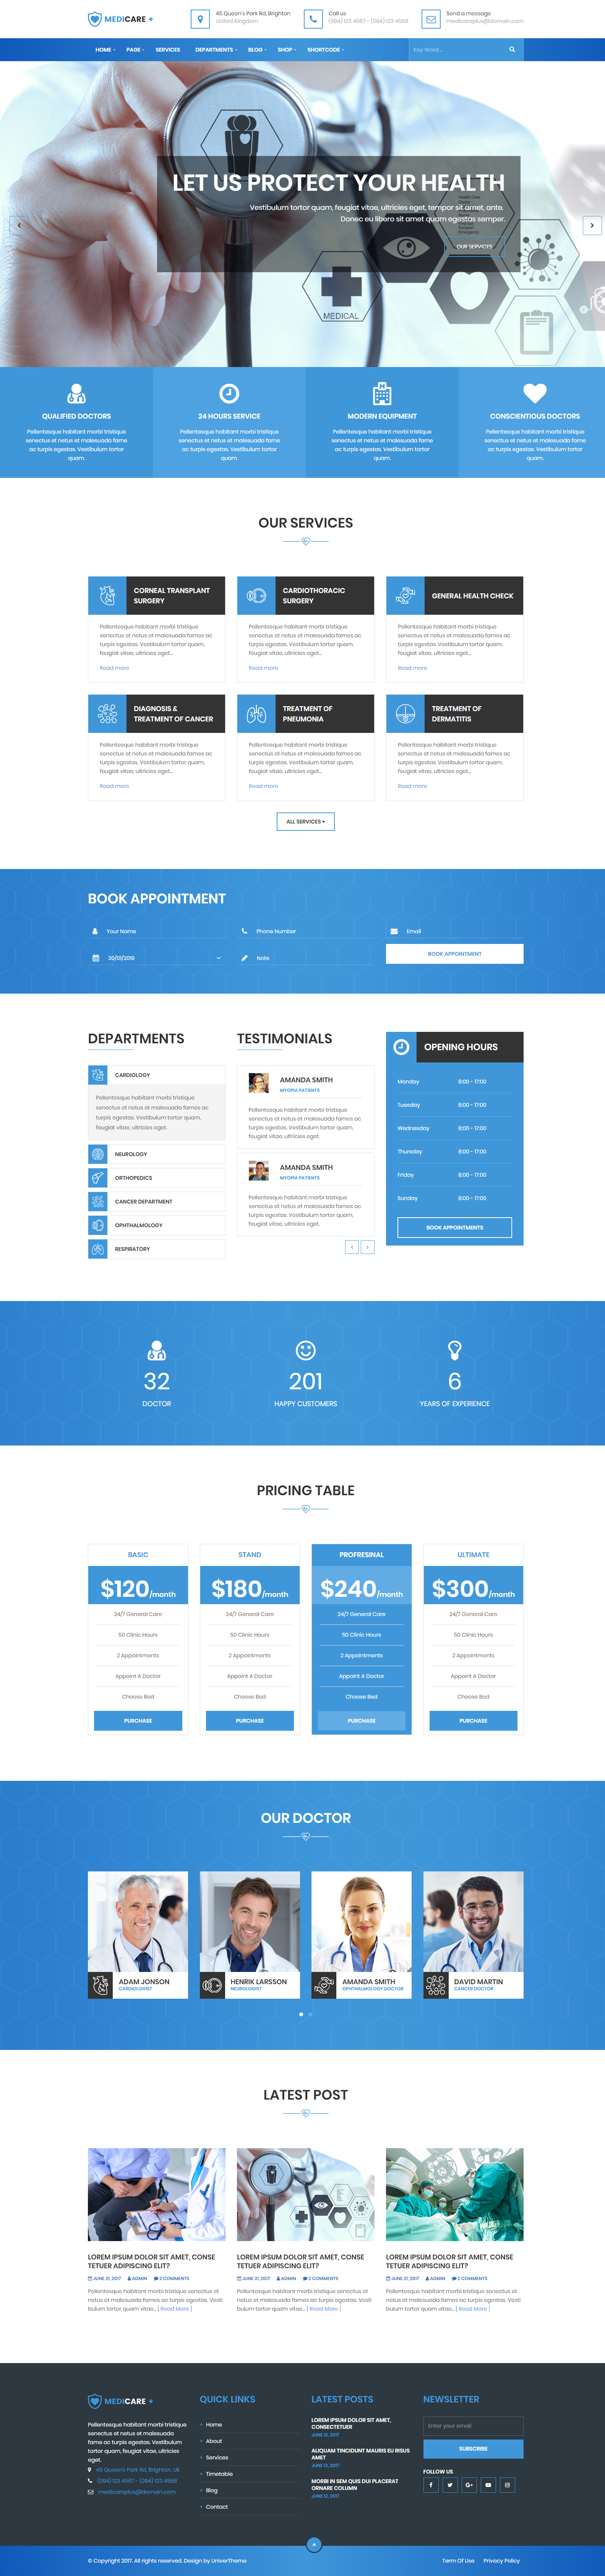 MEDICARE +
45 Queen's Park Rd, Brighton
United Kingdom
Call us
(094) 123 4567 - (094) 123 4568
Send a message
medicareplus@domain.com
HOME
PAGE
SERVICES
DEPARTMENTS
BLOG
SHOP
SHORTCODE
Key Word ...
LET US PROTECT YOUR HEALTH
Vestibulum tortor quam, feugiat vitae, ultricies eget, tempor sit amet, ante.
Donec eu libero sit amet quam egestas semper.
OUR SERVICES
MEDICAL
QUALIFIED DOCTORS
Pellentesque habitant morbi tristique
senectus et netus et malesuada fame
ac turpis egestas. Vestibulum tortor
quam.
24 HOURS SERVICE
Pellentesque habitant morbi tristique
senectus et netus et malesuada fame
ac turpis egestas. Vestibulum tortor
quam.
MODERN EQUIPMENT
Pellentesque habitant morbi tristique
senectus et netus et malesuada fame
ac turpis egestas. Vestibulum tortor
quam.
CONSCIENTIOUS DOCTORS
Pellentesque habitant morbi tristique
senectus et netus et malesuada fame
ac turpis egestas. Vestibulum tortor
quam.
OUR SERVICES
CORNEAL TRANSPLANT
SURGERY
Pellentesque habitant morbi tristique
senectus et netus et malesuada fames ac
turpis egestas. Vestibulum tortor quam,
feugiat vitae, ultricies eget...
Read more
CARDIOTHORACIC
SURGERY
Pellentesque habitant morbi tristique
senectus et netus et malesuada fames ac
turpis egestas. Vestibulum tortor quam,
feugiat vitae, ultricies eget...
Read more
GENERAL HEALTH CHECK
Pellentesque habitant morbi tristique
senectus et netus et malesuada fames ac
turpis egestas. Vestibulum tortor quam,
feugiat vitae, ultricies eget...
Read more
DIAGNOSIS &
TREATMENT OF CANCER
Pellentesque habitant morbi tristique
senectus et netus et malesuada fames ac
turpis egestas. Vestibulum tortor quam,
feugiat vitae, ultricies eget...
Read more
TREATMENT OF
PNEUMONIA
Pellentesque habitant morbi tristique
senectus et netus et malesuada fames ac
turpis egestas. Vestibulum tortor quam,
feugiat vitae, ultricies eget...
Read more
TREATMENT OF
DERMATITIS
Pellentesque habitant morbi tristique
senectus et netus et malesuada fames ac
turpis egestas. Vestibulum tortor quam,
feugiat vitae, ultricies eget...
Read more
ALL SERVICES +
BOOK APPOINTMENT
Your Name
Phone Number
Email
30/01/2019
Note
BOOK APPOINTMENT
DEPARTMENTS
CARDIOLOGY
Pellentesque habitant morbi tristique
senectus et netus et malesuada fames ac
turpis egestas. Vestibulum tortor quam,
feugiat vitae, ultricies eget.
NEUROLOGY
ORTHOPEDICS
CANCER DEPARTMENT
OPHTHALMOLOGY
RESPIRATORY
TESTIMONIALS
AMANDA SMITH
MYOPIA PATIENTS
Pellentesque habitant morbi tristique
senectus et netus et malesuada fames ac
turpis egestas. Vestibulum tortor quam,
feugiat vitae, ultricies eget.
AMANDA SMITH
MYOPIA PATIENTS
Pellentesque habitant morbi tristique
senectus et netus et malesuada fames ac
turpis egestas. Vestibulum tortor quam,
feugiat vitae, ultricies eget.
OPENING HOURS
Monday 8:00 - 17:00
Tuesday 8:00 - 17:00
Wednesday 8:00 - 17:00
Thursday 8:00 - 17:00
Friday 8:00 - 17:00
Sunday 8:00 - 17:00
BOOK APPOINTMENTS
32
DOCTOR
201
HAPPY CUSTOMERS
6
YEARS OF EXPERIENCE
PRICING TABLE
BASIC
$120/month
24/7 General Care
50 Clinic Hours
2 Appointments
Appoint A Doctor
Choose Bed
PURCHASE
STAND
$180/month
24/7 General Care
50 Clinic Hours
2 Appointments
Appoint A Doctor
Choose Bed
PURCHASE
PROFRESINAL
$240/month
24/7 General Care
50 Clinic Hours
2 Appointments
Appoint A Doctor
Choose Bed
PURCHASE
ULTIMATE
$300/month
24/7 General Care
50 Clinic Hours
2 Appointments
Appoint A Doctor
Choose Bed
PURCHASE
OUR DOCTOR
ADAM JONSON
CARDIOLOGIST
HENRIK LARSSON
NEUROLOGIST
AMANDA SMITH
OPHTHALMOLOGY DOCTOR
DAVID MARTIN
CANCER DOCTOR
LATEST POST
LOREM IPSUM DOLOR SIT AMET, CONSE
TETUER ADIPISCING ELIT?
JUNE 21, 2017 ADMIN 2 COMMENTS
Pellentesque habitant morbi tristique senectus et
netus et malesuada fames ac turpis egestas. Vesti
bulum tortor quam vitae... [ Read More ]
LOREM IPSUM DOLOR SIT AMET, CONSE
TETUER ADIPISCING ELIT?
JUNE 21, 2017 ADMIN 2 COMMENTS
Pellentesque habitant morbi tristique senectus et
netus et malesuada fames ac turpis egestas. Vesti
bulum tortor quam vitae... [ Read More ]
LOREM IPSUM DOLOR SIT AMET, CONSE
TETUER ADIPISCING ELIT?
JUNE 21, 2017 ADMIN 2 COMMENTS
Pellentesque habitant morbi tristique senectus et
netus et malesuada fames ac turpis egestas. Vesti
bulum tortor quam vitae... [ Read More ]
MEDICARE +
Pellentesque habitant morbi tristique
senectus et netus et malesuada
fame ac turpis egestas. Vestibulum
tortor quam, feugiat vitae, ultricies
eget.
45 Queen's Park Rd, Brighton, UK
(094) 123 4567 - (094) 123 4568
medicareplus@domain.com
QUICK LINKS
Home
About
Services
Timetable
Blog
Contact
LATEST POSTS
LOREM IPSUM DOLOR SIT AMET,
CONSECTETUER
JUNE 12, 2017
ALIQUAM TINCIDUNT MAURIS EU RISUS
AMET
JUNE 12, 2017
MORBI IN SEM QUIS DUI PLACERAT
ORNARE COLUMN
JUNE 12, 2017
NEWSLETTER
Enter your email
SUBSCRIBE
FOLLOW US
© Copyright 2017. All rights reserved. Design by UniverTheme
Term Of Use
Privacy Policy